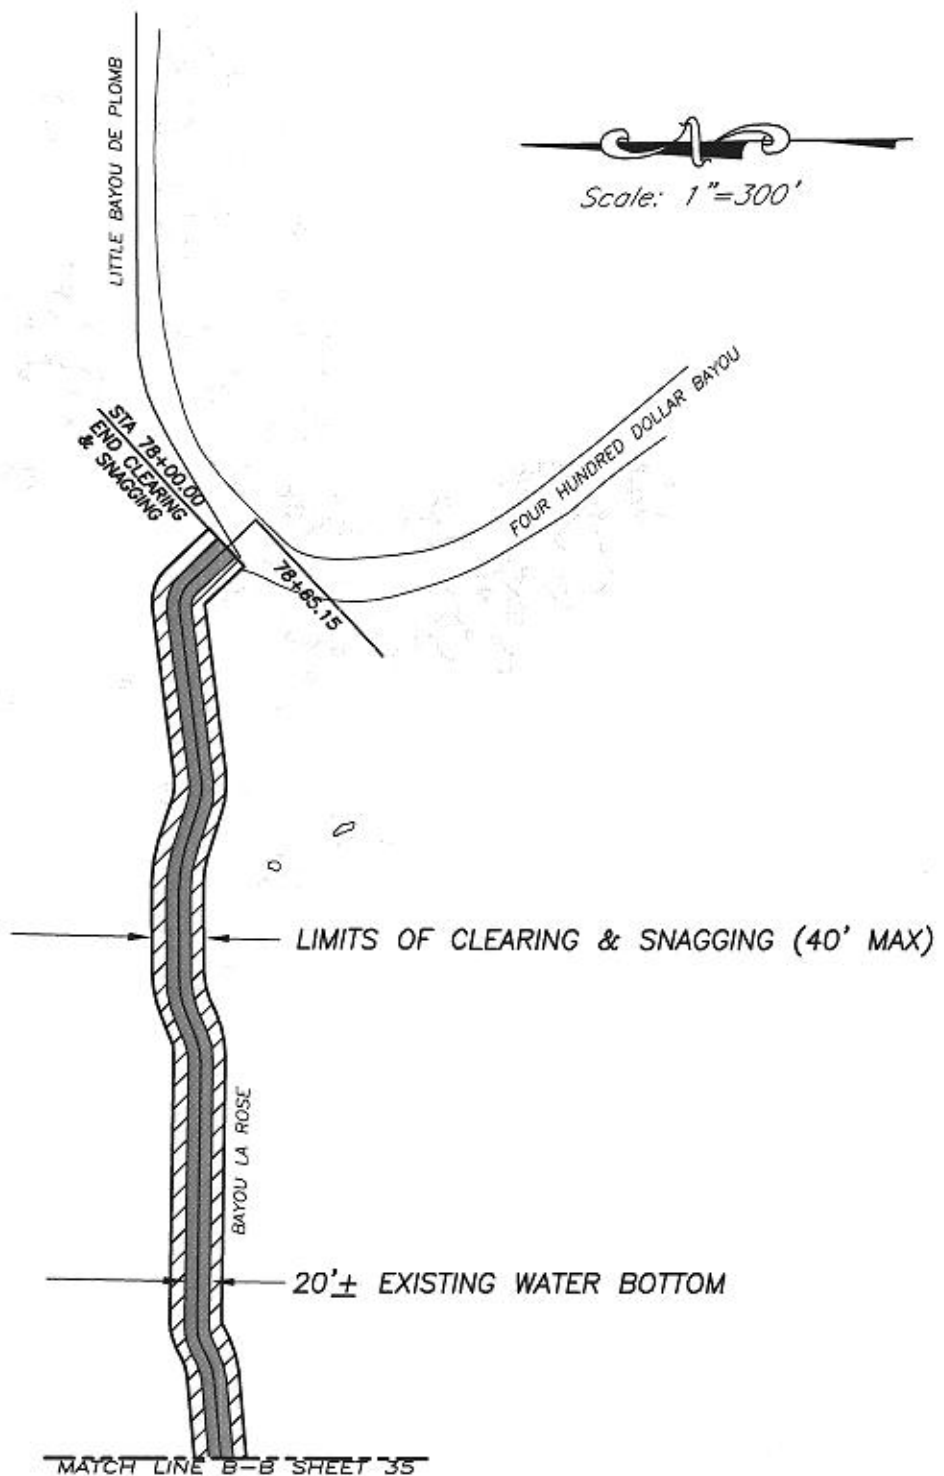 LITTLE BAYOU DE PLOMB
Scale: 1"=300'
FOUR HUNDRED DOLLAR BAYOU
STA 78+00.00
END CLEARING
& SNAGGING
78+85.15
LIMITS OF CLEARING & SNAGGING (40' MAX)
BAYOU LA ROSE
20'± EXISTING WATER BOTTOM
MATCH LINE B-B SHEET 35